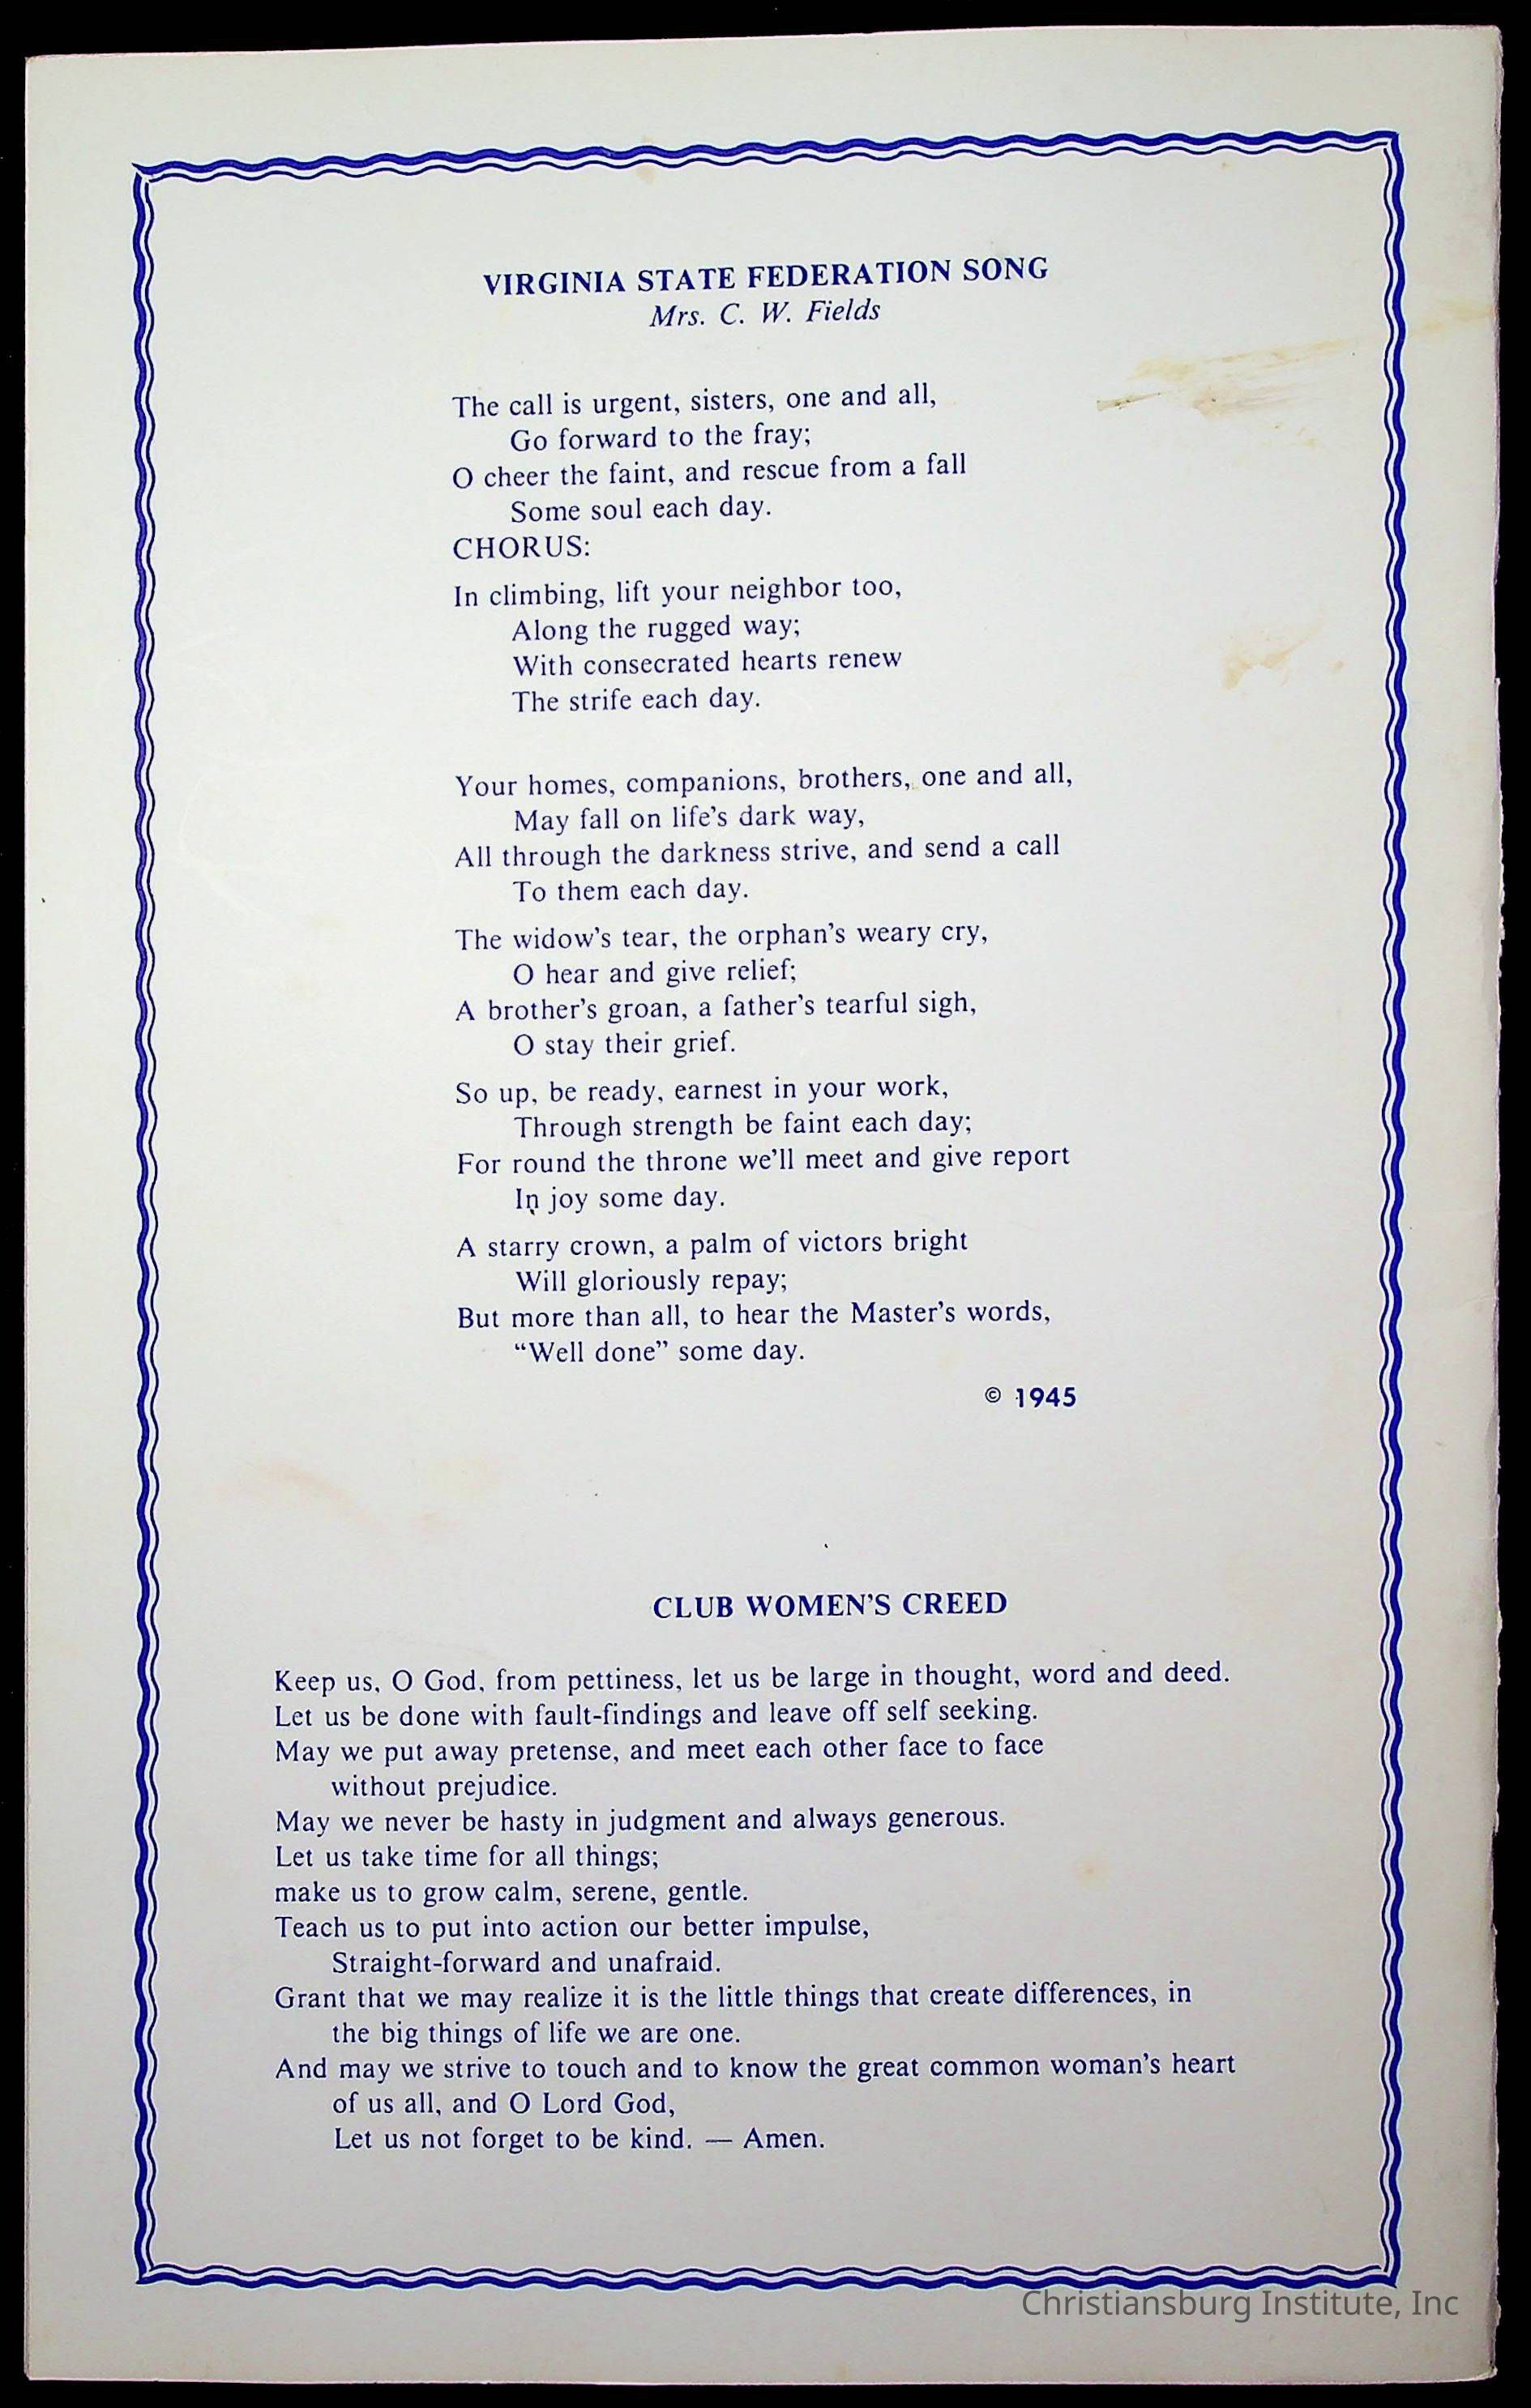 VIRGINIA STATE FEDERATION SONG
Mrs. C. W. Fields
The call is urgent, sisters, one and all,
Go forward to the fray;
O cheer the faint, and rescue from a fall
Some soul each day.
CHORUS:
In climbing, lift your neighbor too,
Along the rugged way;
With consecrated hearts renew
The strife each day.
Your homes, companions, brothers, one and all,
May fall on life's dark way,
All through the darkness strive, and send a call
To them each day.
The widow's tear, the orphan's weary cry,
O hear and give relief;
A brother's groan, a father's tearful sigh,
O stay their grief.
So up, be ready, earnest in your work,
Through strength be faint each day;
For round the throne we'll meet and give report
In joy some day.
A starry crown, a palm of victors bright
Will gloriously repay;
But more than all, to hear the Master's words,
“Well done” some day.
© 1945
CLUB WOMEN'S CREED
Keep us, O God, from pettiness, let us be large in thought, word and deed.
Let us be done with fault-findings and leave off self seeking.
May we put away pretense, and meet each other face to face
without prejudice.
May we never be hasty in judgment and always generous.
Let us take time for all things;
make us to grow calm, serene, gentle.
Teach us to put into action our better impulse,
Straight-forward and unafraid.
Grant that we may realize it is the little things that create differences, in
the big things of life we are one.
And may we strive to touch and to know the great common woman's heart
of us all, and O Lord God,
Let us not forget to be kind. — Amen.
Christiansburg Institute, Inc